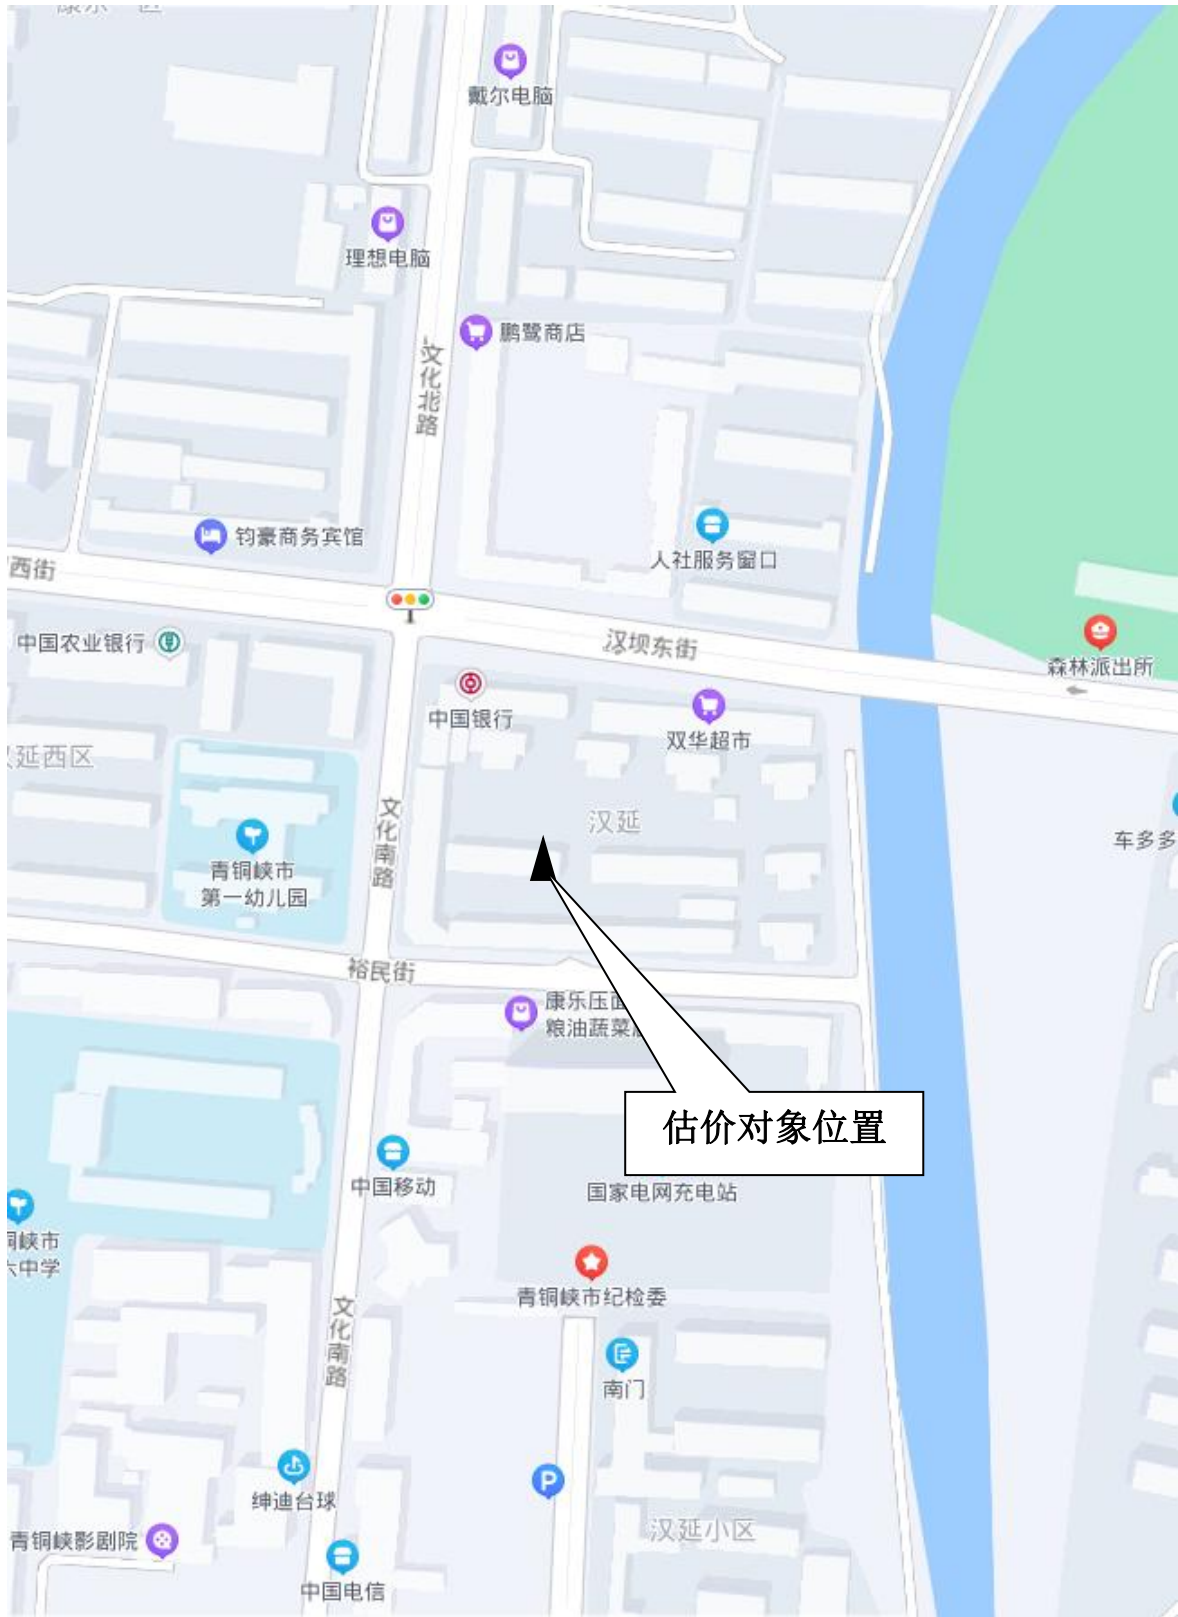 戴尔电脑
理想电脑
鹏鹭商店
文化北路
钧豪商务宾馆
人社服务窗口
西街
中国农业银行
汉坝东街
森林派出所
中国银行
双华超市
延西区
文化南路
汉延
车多多
青铜峡市
第一幼儿园
裕民街
康乐压面
粮油蔬菜
估价对象位置
中国移动
国家电网充电站
铜峡市
六中学
青铜峡市纪检委
文化南路
南门
P
绅迪台球
汉延小区
青铜峡影剧院
中国电信